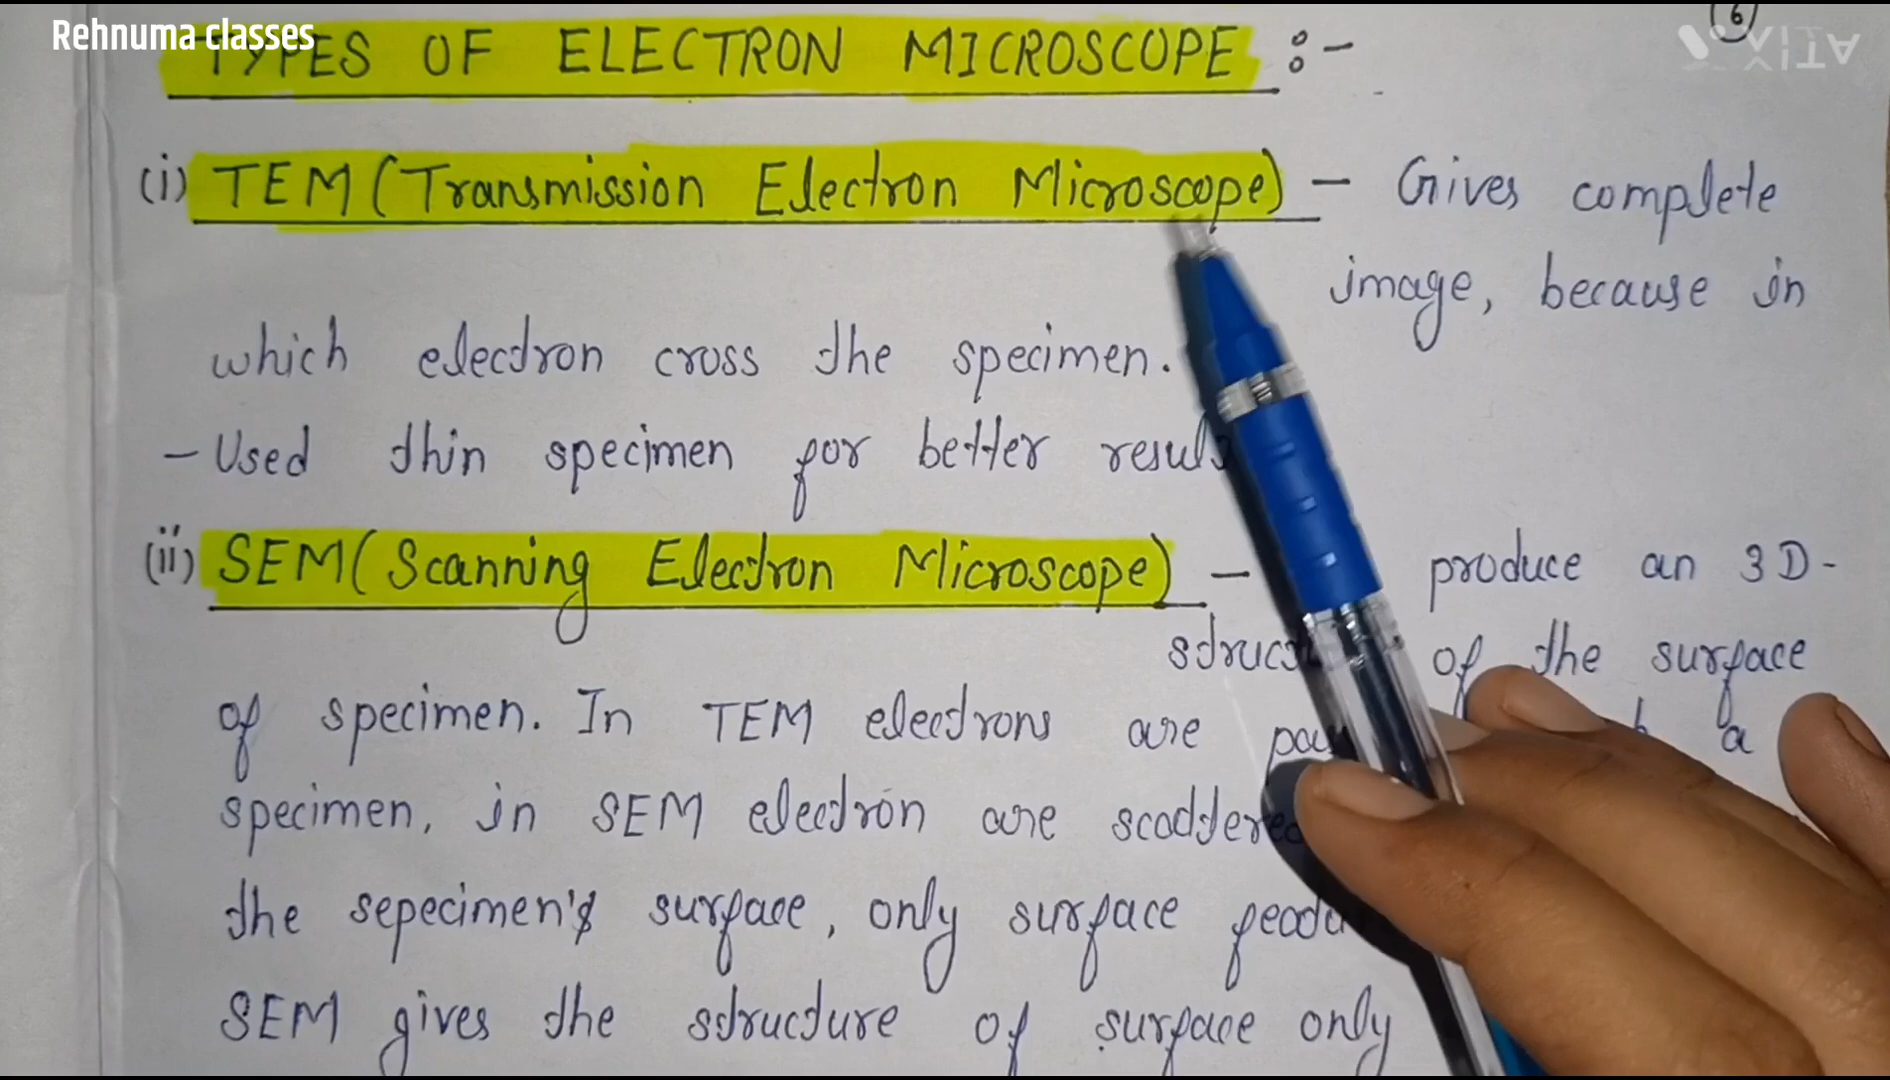 Rehnuma classes
6
TYPES OF ELECTRON MICROSCOPE :-
(i) TEM (Transmission Electron Microscope) - Gives complete
image, because in
which electron cross the specimen.
- Used thin specimen for better
(ii) SEM (Scanning Electron Microscope) - produce an 3D-
of the surface
of specimen. In TEM electrons are a
specimen, in SEM electron are
the sepecimen's surface, only surface
SEM gives the structure of surface only